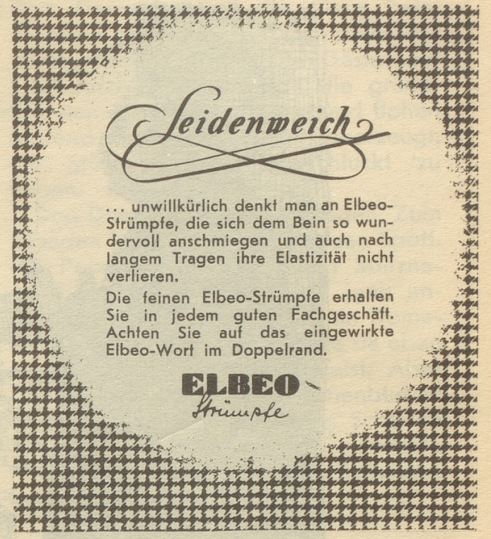 Seidenweich
... unwillkürlich denkt man an Elbeo-
Strümpfe, die sich dem Bein so wun-
dervoll anschmiegen und auch nach
langem Tragen ihre Elastizität nicht
verlieren.
Die feinen Elbeo-Strümpfe erhalten
Sie in jedem guten Fachgeschäft.
Achten Sie auf das eingewirkte
Elbeo-Wort im Doppelrand.
ELBEO-
Strümpfe